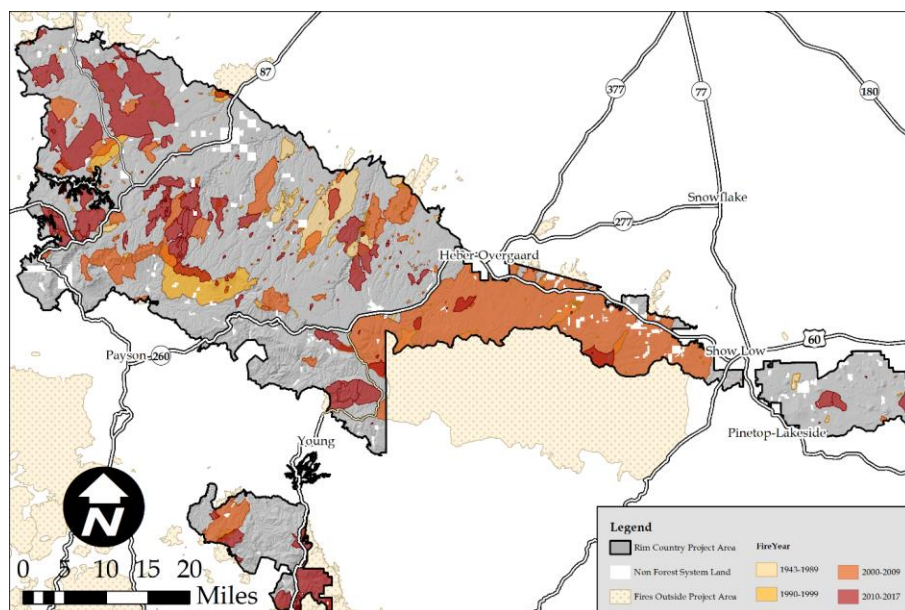 87
377
77
180
Snowflake
277
Heber-Overgaard
60
Payson
260
Show Low
Pinetop-Lakeside
Young
N
0 5 10 15 20
Miles
Legend
Rim Country Project Area
Non Forest System Land
Fires Outside Project Area
FireYear
1943-1989
1990-1999
2000-2009
2010-2017